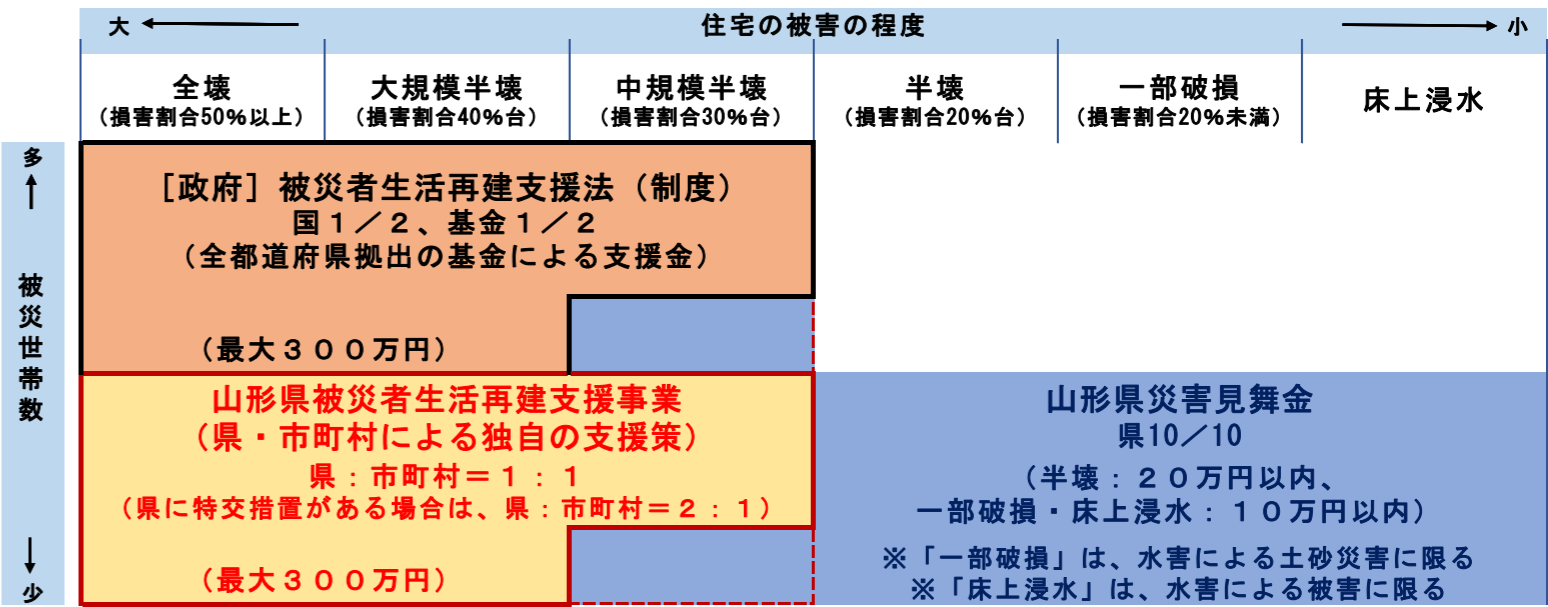 大 ← 住宅の被害の程度 → 小
全壊 大規模半壊 中規模半壊 半壊 一部破損 床上浸水
（損害割合50%以上） （損害割合40%台） （損害割合30%台） （損害割合20%台） （損害割合20%未満）
多
↑
被災世帯数
↓
少
［政府］被災者生活再建支援法（制度）
国１／２、基金１／２
（全都道府県拠出の基金による支援金）
（最大３００万円）
山形県被災者生活再建支援事業
（県・市町村による独自の支援策）
県：市町村＝１：１
（県に特交措置がある場合は、県：市町村＝２：１）
（最大３００万円）
山形県災害見舞金
県10／10
（半壊：２０万円以内、
一部破損・床上浸水：１０万円以内）
※「一部破損」は、水害による土砂災害に限る
※「床上浸水」は、水害による被害に限る